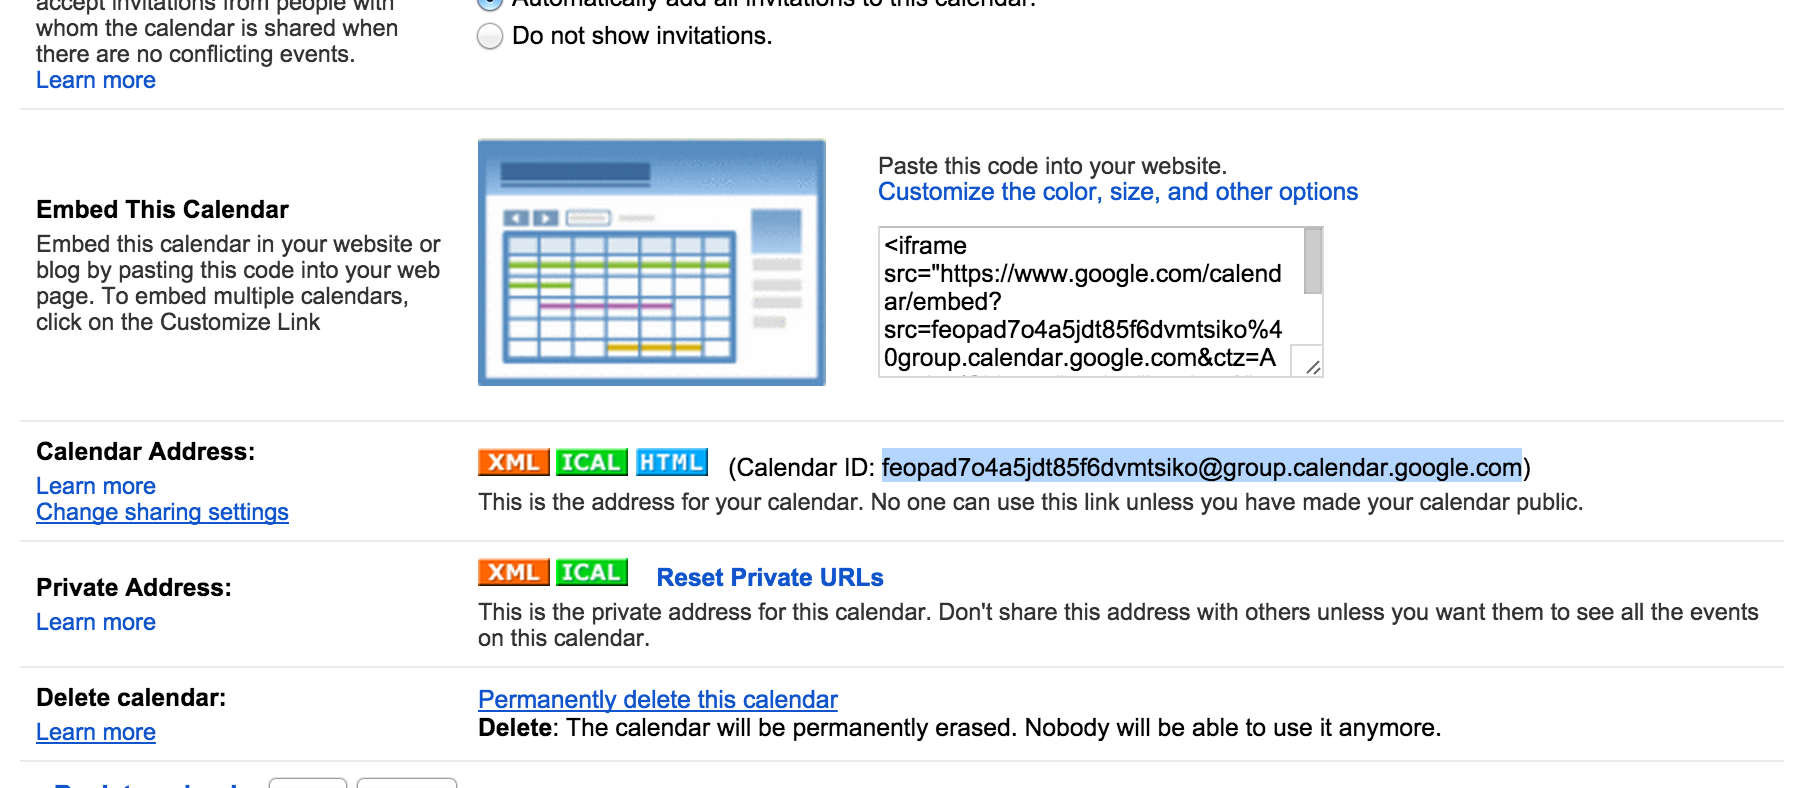 accept invitations from people with
whom the calendar is shared when
there are no conflicting events.
Learn more
Automatically add all invitations to this calendar.
Do not show invitations.
Embed This Calendar
Embed this calendar in your website or
blog by pasting this code into your web
page. To embed multiple calendars,
click on the Customize Link
Paste this code into your website.
Customize the color, size, and other options
<iframe
src="https://www.google.com/calend
ar/embed?
src=feopad7o4a5jdt85f6dvmtsiko%4
0group.calendar.google.com&ctz=A
Calendar Address:
Learn more
Change sharing settings
XML ICAL HTML (Calendar ID: feopad7o4a5jdt85f6dvmtsiko@group.calendar.google.com)
This is the address for your calendar. No one can use this link unless you have made your calendar public.
Private Address:
Learn more
XML ICAL Reset Private URLs
This is the private address for this calendar. Don't share this address with others unless you want them to see all the events
on this calendar.
Delete calendar:
Learn more
Permanently delete this calendar
Delete: The calendar will be permanently erased. Nobody will be able to use it anymore.